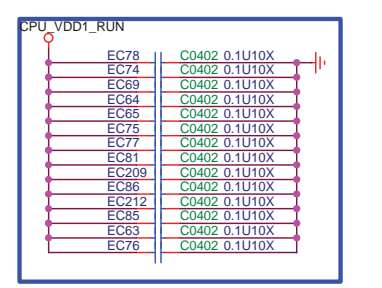 CPU_VDD1_RUN
EC78 C0402 0.1U10X
EC74 C0402 0.1U10X
EC69 C0402 0.1U10X
EC64 C0402 0.1U10X
EC65 C0402 0.1U10X
EC75 C0402 0.1U10X
EC77 C0402 0.1U10X
EC81 C0402 0.1U10X
EC209 C0402 0.1U10X
EC86 C0402 0.1U10X
EC212 C0402 0.1U10X
EC85 C0402 0.1U10X
EC63 C0402 0.1U10X
EC76 C0402 0.1U10X